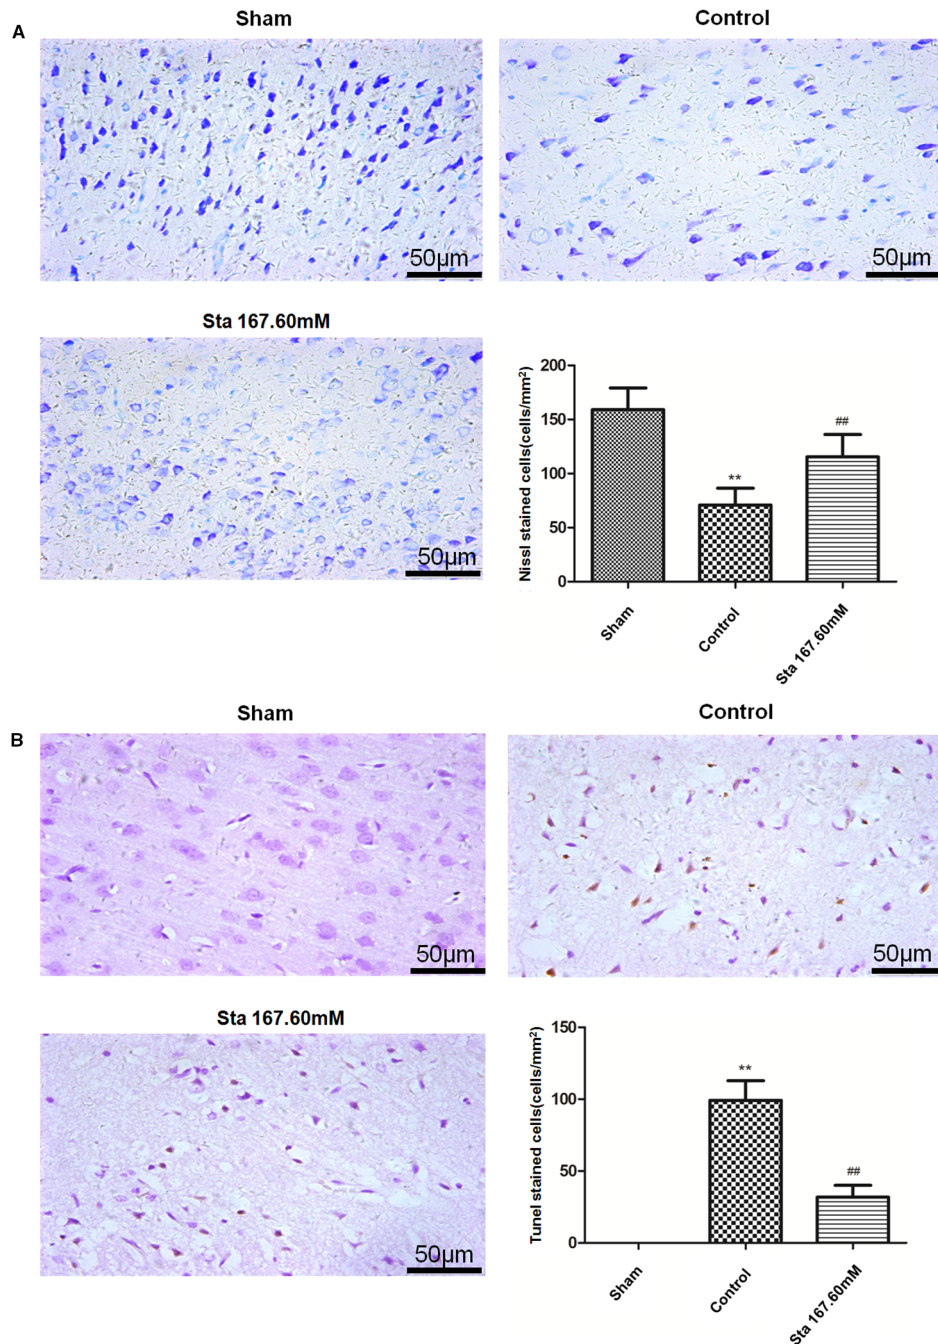 A
Sham
Control
50µm
50µm
Sta 167.60mM
50µm
Nissl stained cells(cells/mm²)
200
150
100
50
0
**
##
Sham
Control
Sta 167.60mM
B
Sham
Control
50µm
50µm
Sta 167.60mM
50µm
Tunel stained cells(cells/mm²)
150
100
50
0
**
##
Sham
Control
Sta 167.60mM